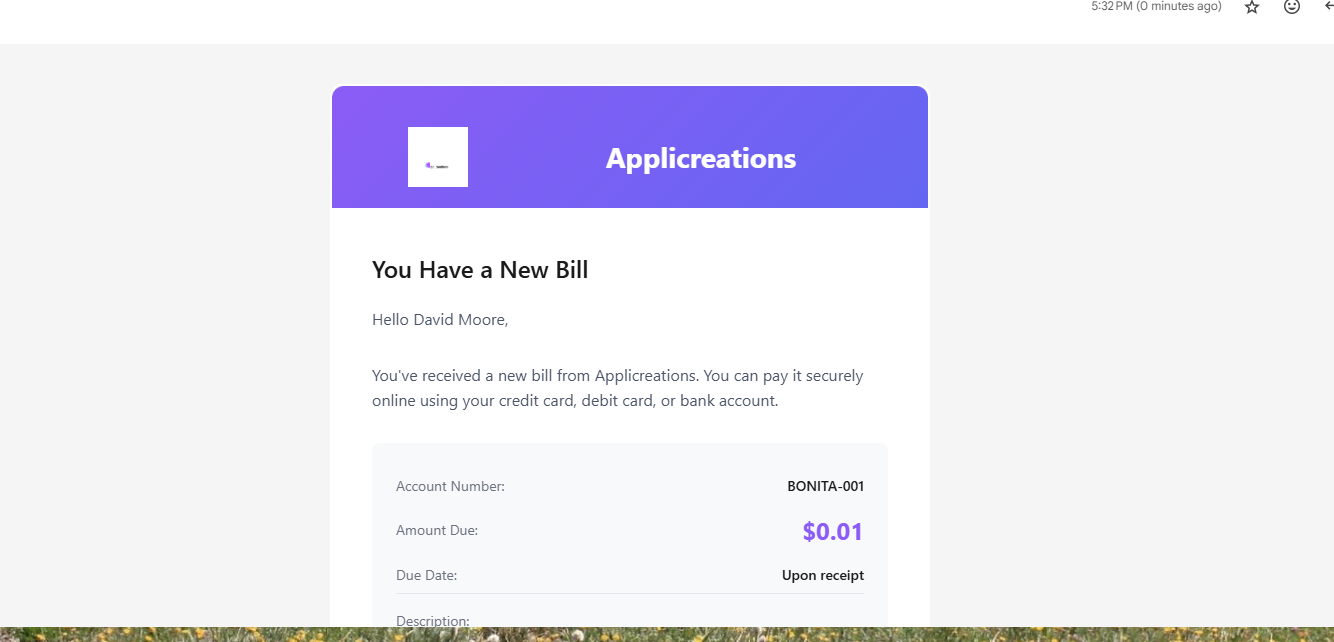 5:32 PM (0 minutes ago)
Applicreations
You Have a New Bill
Hello David Moore,
You've received a new bill from Applicreations. You can pay it securely
online using your credit card, debit card, or bank account.
Account Number: BONITA-001
Amount Due: $0.01
Due Date: Upon receipt
Description: